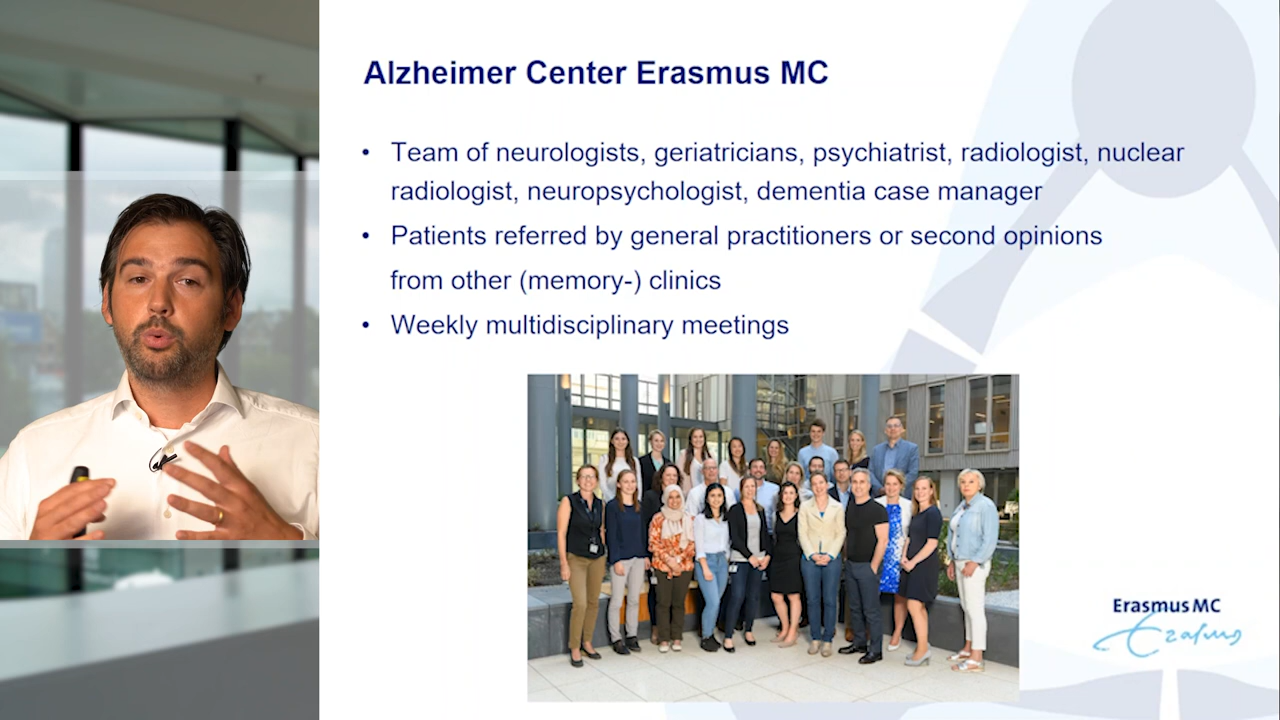 Alzheimer Center Erasmus MC
• Team of neurologists, geriatricians, psychiatrist, radiologist, nuclear
radiologist, neuropsychologist, dementia case manager
• Patients referred by general practitioners or second opinions
from other (memory-) clinics
• Weekly multidisciplinary meetings
Erasmus MC
Erasmus